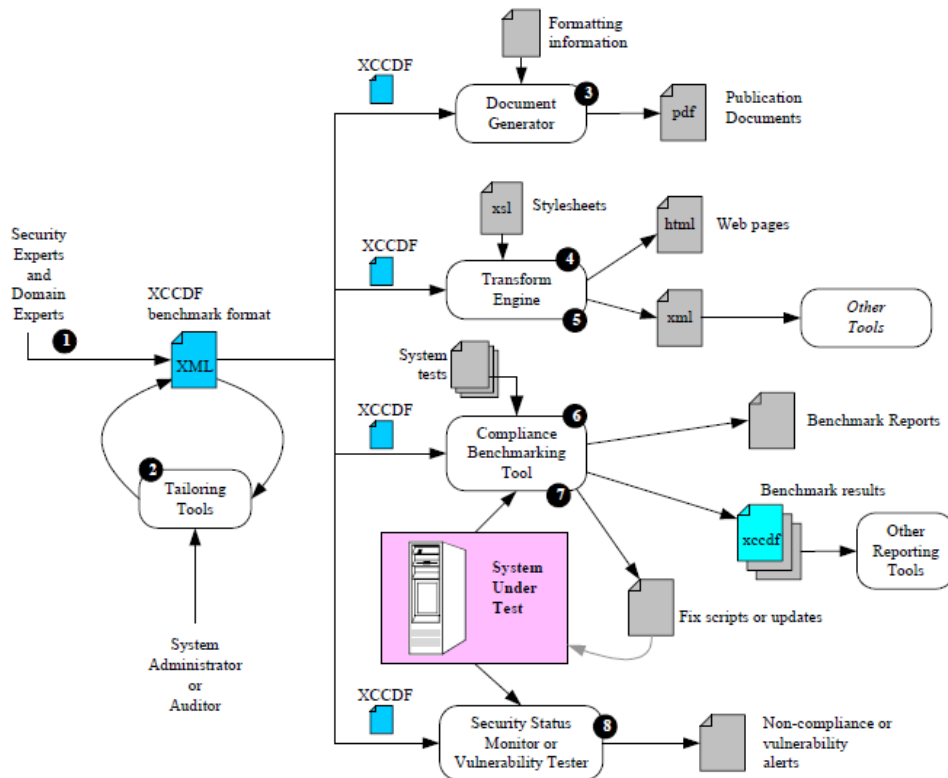 Formatting
information
XCCDF
Document
Generator
3
pdf
Publication
Documents
xsl
Stylesheets
html
Web pages
XCCDF
4
Transform
Engine
5
xml
Other
Tools
Security
Experts
and
Domain
Experts
1
XCCDF
benchmark format
XML
System
tests
XCCDF
6
Compliance
Benchmarking
Tool
7
Benchmark Reports
2
Tailoring
Tools
Benchmark results
xccdf
Other
Reporting
Tools
System
Under
Test
Fix scripts or updates
System
Administrator
or
Auditor
XCCDF
Security Status
Monitor or
Vulnerability Tester
8
Non-compliance or
vulnerability
alerts